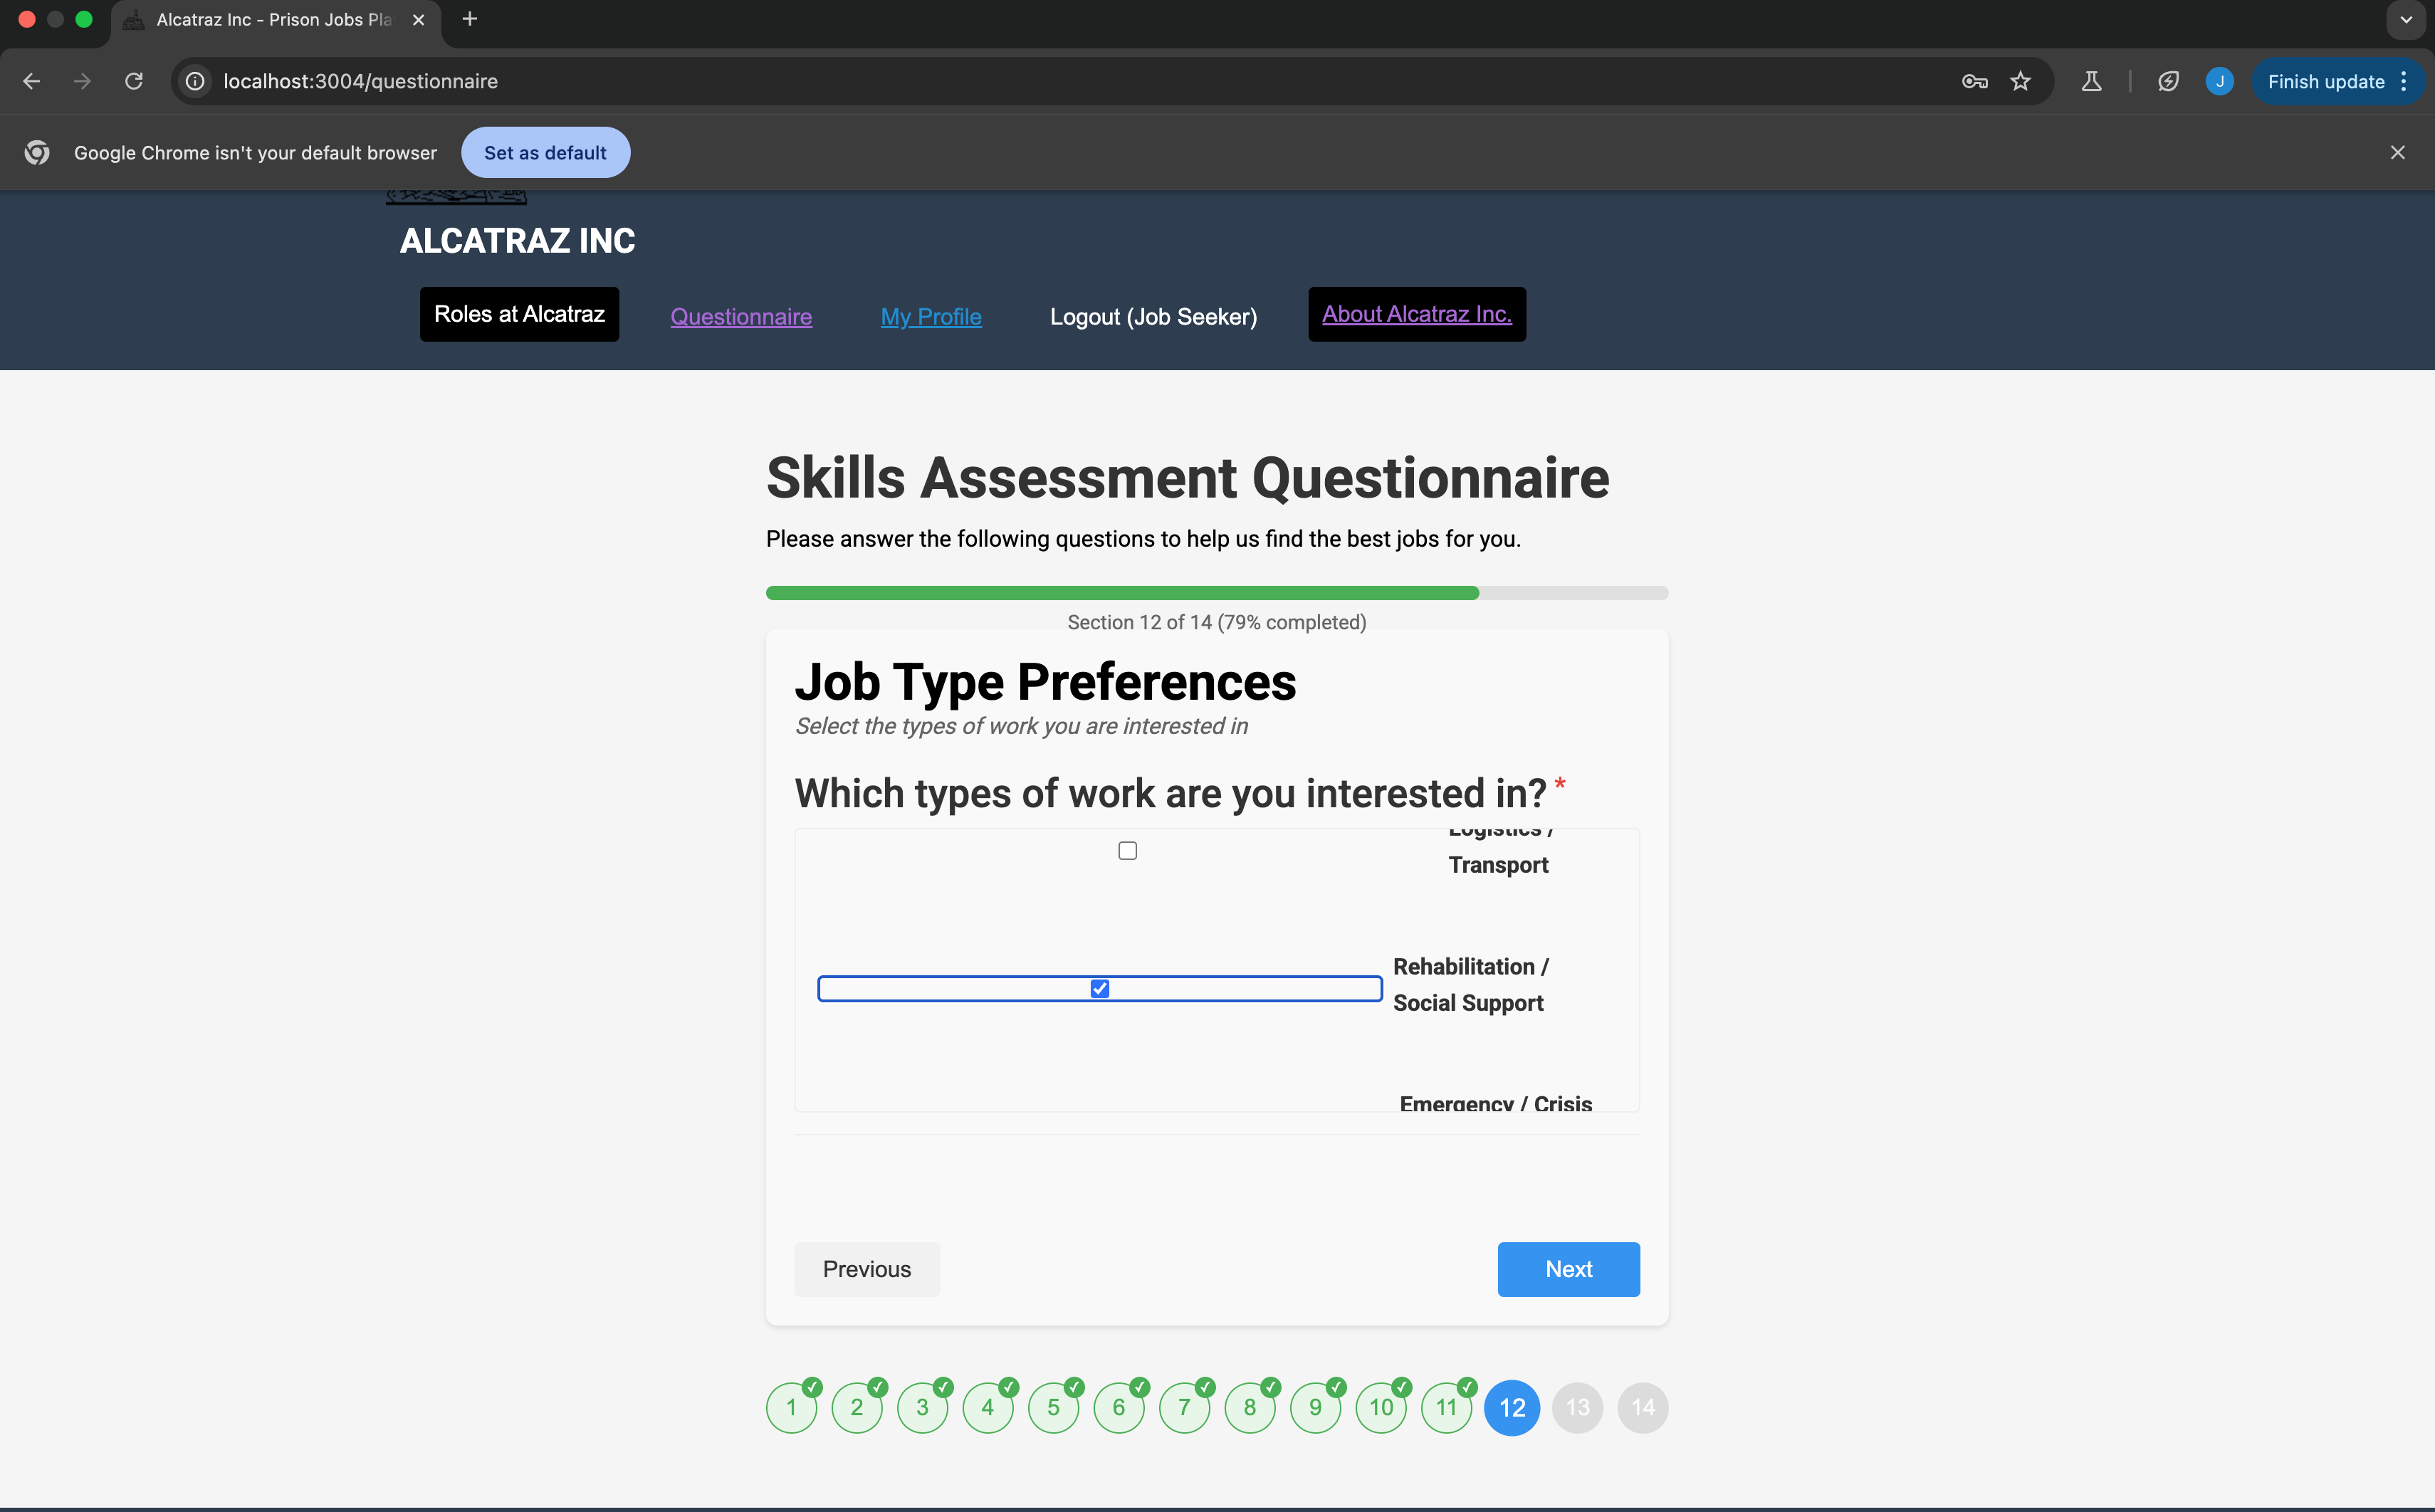 Alcatraz Inc - Prison Jobs Pla
localhost:3004/questionnaire
J
Finish update
Google Chrome isn't your default browser
Set as default
ALCATRAZ INC
Roles at Alcatraz
Questionnaire
My Profile
Logout (Job Seeker)
About Alcatraz Inc.
Skills Assessment Questionnaire
Please answer the following questions to help us find the best jobs for you.
Section 12 of 14 (79% completed)
Job Type Preferences
Select the types of work you are interested in
Which types of work are you interested in? *
Logistics /
Transport
Rehabilitation /
Social Support
Emergency / Crisis
Previous
Next
1 2 3 4 5 6 7 8 9 10 11 12 13 14